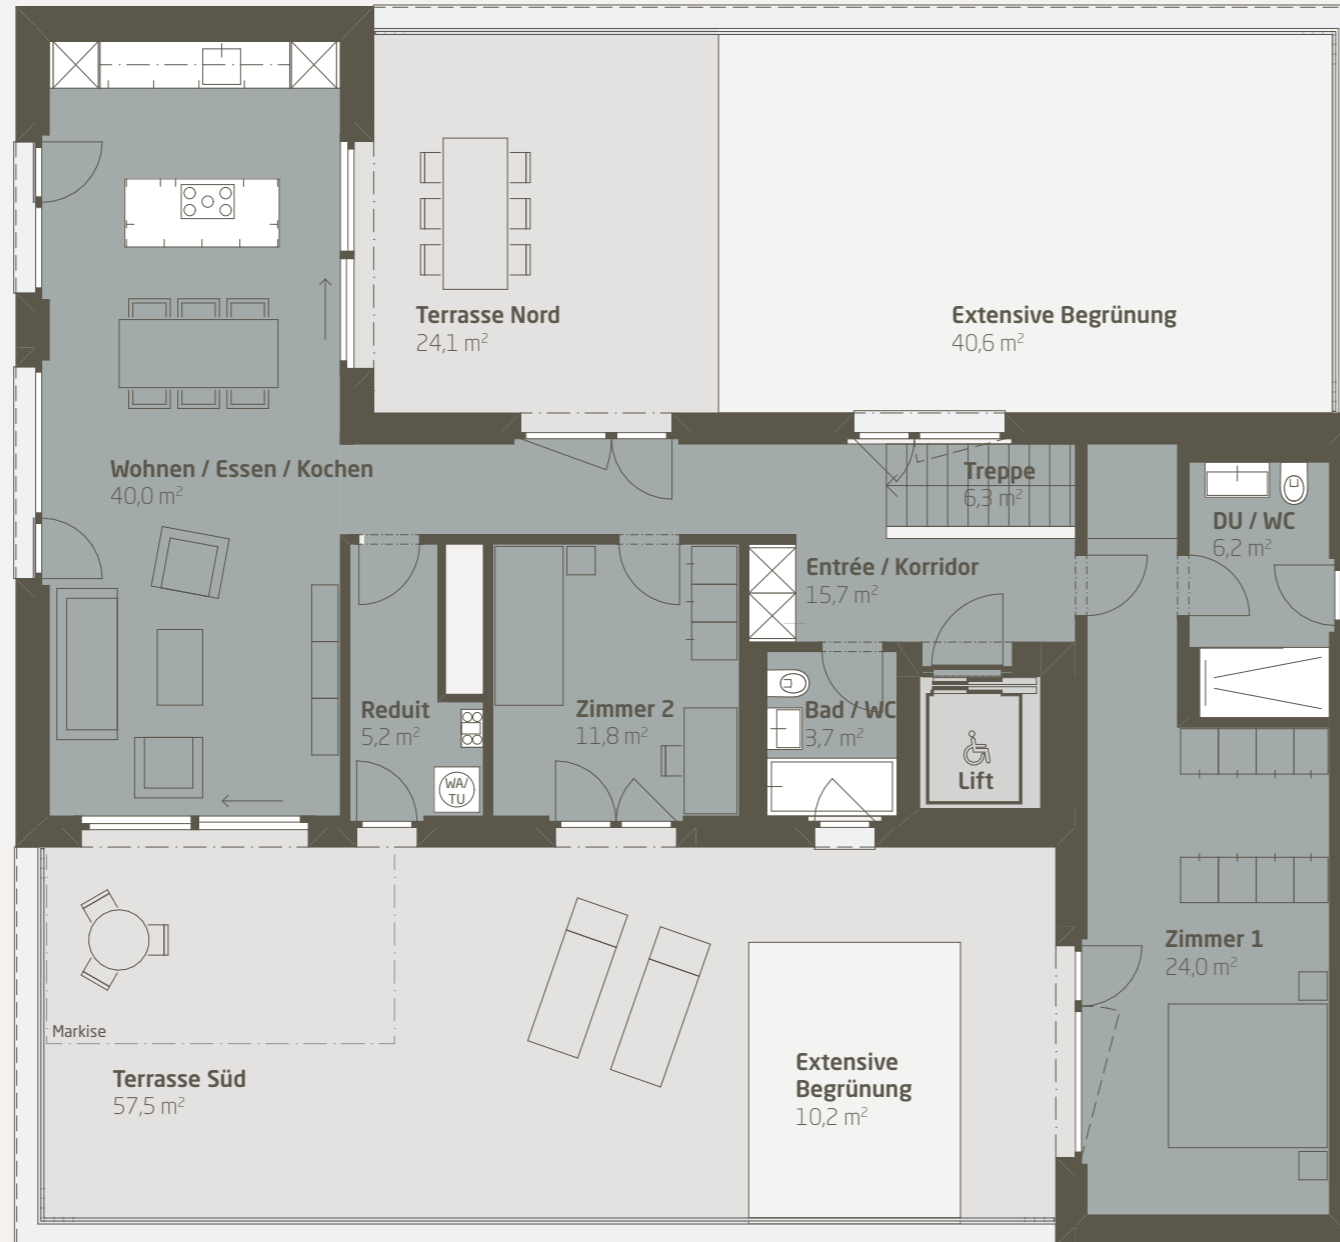 Terrasse Nord
24,1 m²
Extensive Begrünung
40,6 m²
Wohnen / Essen / Kochen
40,0 m²
Treppe
6,3 m²
DU / WC
6,2 m²
Entrée / Korridor
15,7 m²
Reduit
5,2 m²
Zimmer 2
11,8 m²
Bad / WC
3,7 m²
Lift
WA/
TU
Zimmer 1
24,0 m²
Markise
Terrasse Süd
57,5 m²
Extensive
Begrünung
10,2 m²